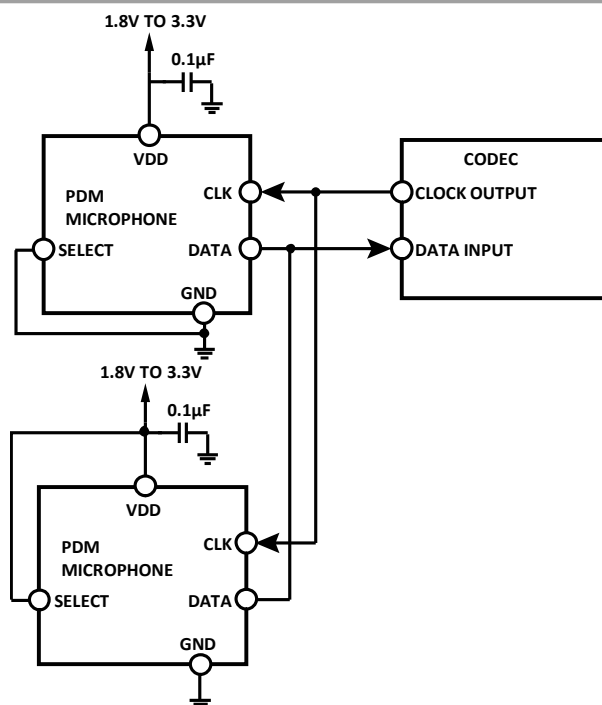 1.8V TO 3.3V
0.1µF
VDD
PDM
MICROPHONE
CLK
SELECT
DATA
GND
CODEC
CLOCK OUTPUT
DATA INPUT
1.8V TO 3.3V
0.1µF
VDD
PDM
MICROPHONE
CLK
SELECT
DATA
GND